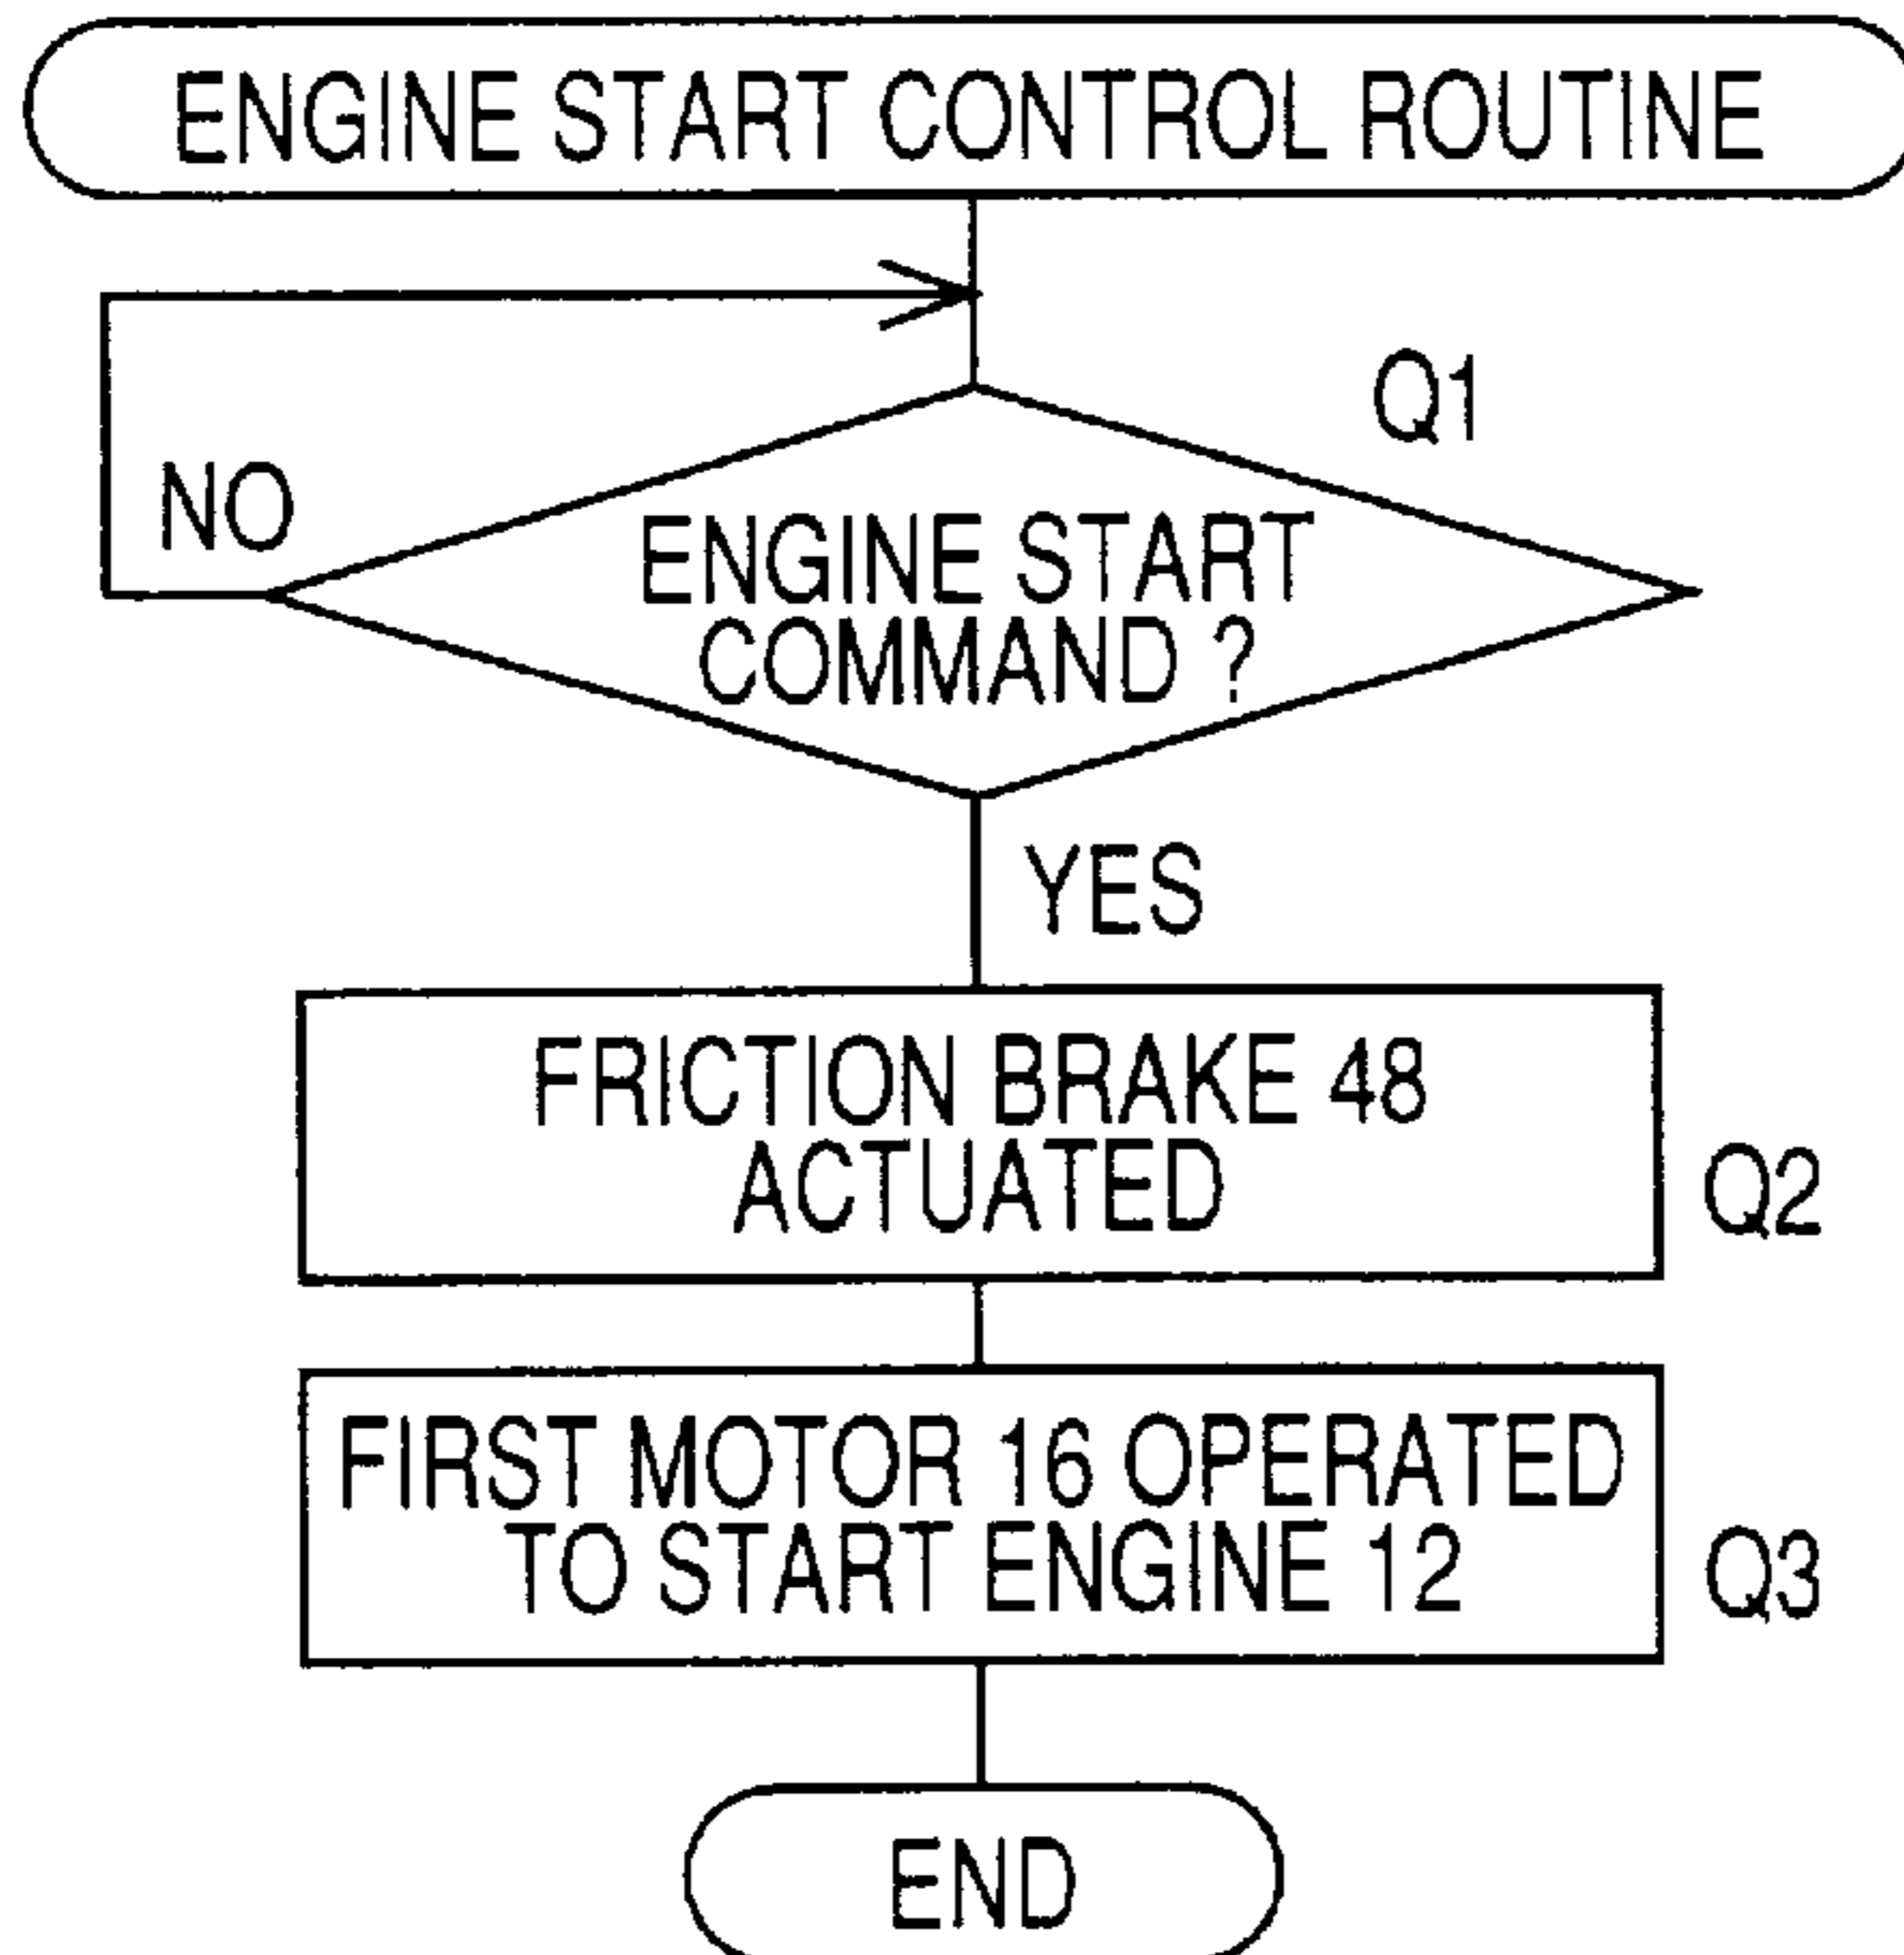 ENGINE START CONTROL ROUTINE
Q1
NO
ENGINE START
COMMAND ?
YES
FRICTION BRAKE 48
ACTUATED
Q2
FIRST MOTOR 16 OPERATED
TO START ENGINE 12
Q3
END